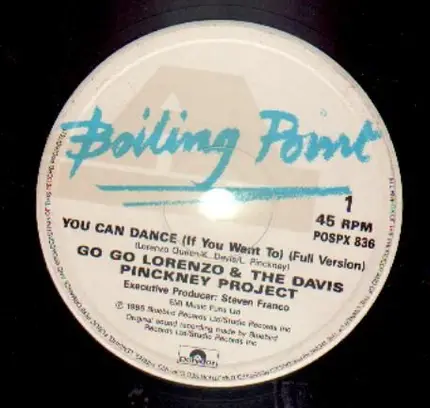 Boiling Point
1
45 RPM
POSPX 836
YOU CAN DANCE (If You Want To) (Full Version)
(Lorenzo Queen/K. Davis/L. Pinckney)
GO GO LORENZO & THE DAVIS
PINCKNEY PROJECT
Executive Producer: Steven Franco
EMI Music Pubs Ltd
℗ 1985 Bluebird Records Ltd/Studio Records Inc
Original sound recording made by Bluebird
Records Ltd/Studio Records Inc
polydor